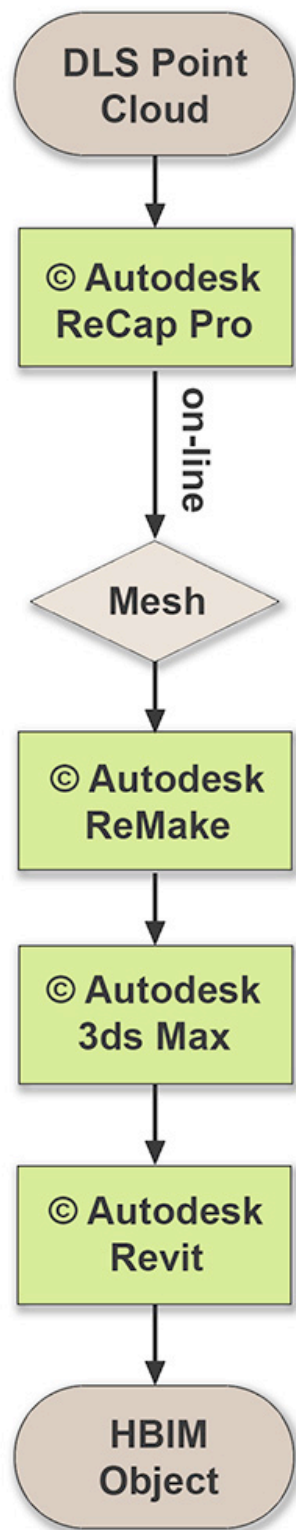 DLS Point
Cloud
© Autodesk
ReCap Pro
on-line
Mesh
© Autodesk
ReMake
© Autodesk
3ds Max
© Autodesk
Revit
HBIM
Object